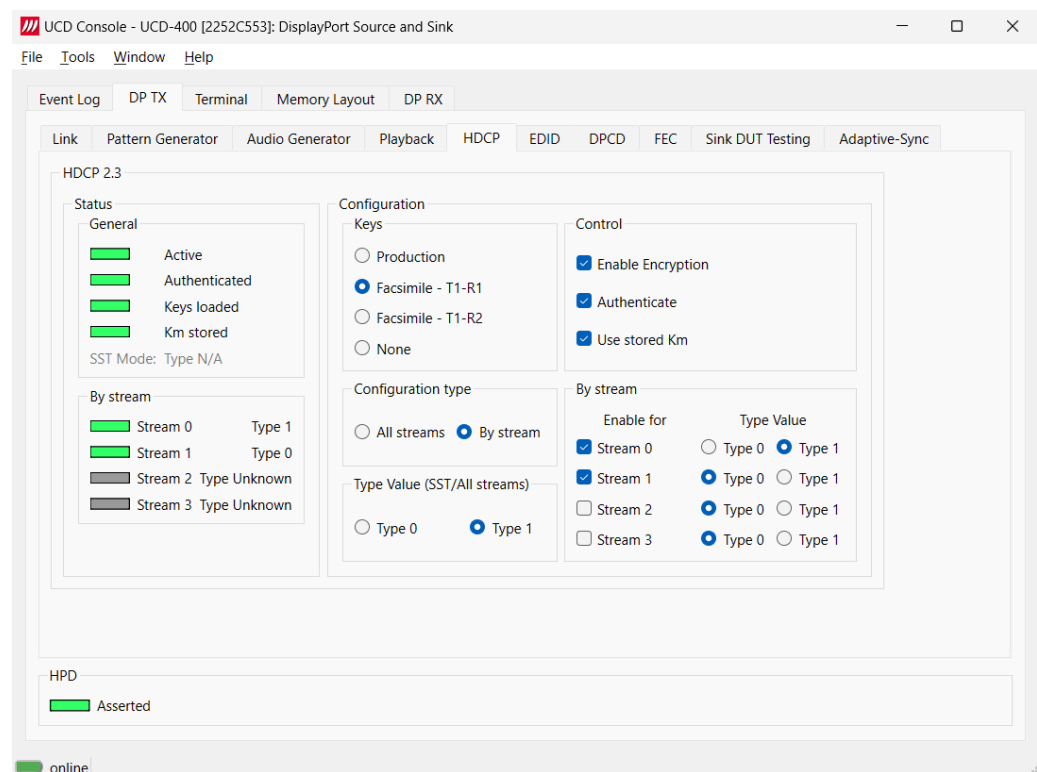 UCD Console - UCD-400 [2252C553]: DisplayPort Source and Sink
File Tools Window Help
Event Log DP TX Terminal Memory Layout DP RX
Link Pattern Generator Audio Generator Playback HDCP EDID DPCD FEC Sink DUT Testing Adaptive-Sync
HDCP 2.3
Status
General
Active
Authenticated
Keys loaded
Km stored
SST Mode: Type N/A
By stream
Stream 0 Type 1
Stream 1 Type 0
Stream 2 Type Unknown
Stream 3 Type Unknown
Configuration
Keys
Production
Facsimile - T1-R1
Facsimile - T1-R2
None
Control
Enable Encryption
Authenticate
Use stored Km
Configuration type
All streams By stream
Type Value (SST/All streams)
Type 0 Type 1
By stream
Enable for Type Value
Stream 0 Type 0 Type 1
Stream 1 Type 0 Type 1
Stream 2 Type 0 Type 1
Stream 3 Type 0 Type 1
HPD
Asserted
online